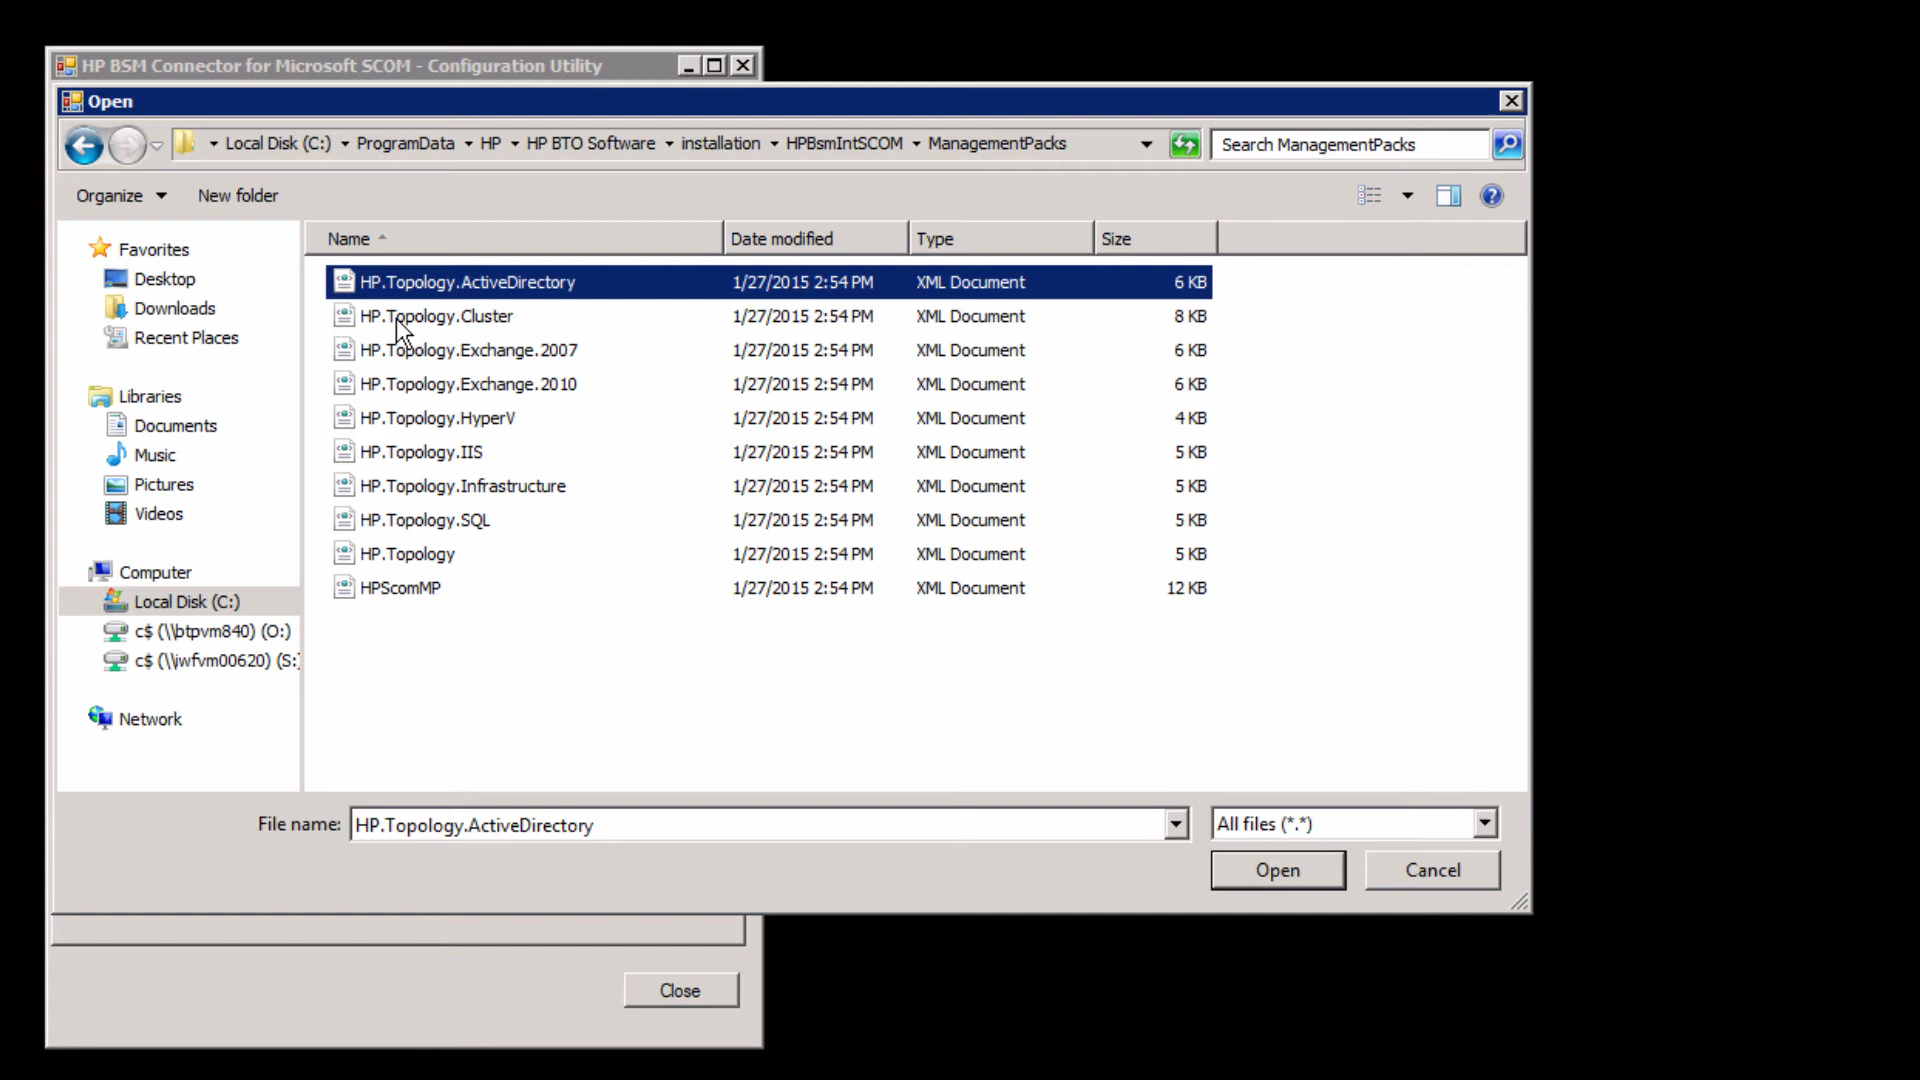 HP BSM Connector for Microsoft SCOM - Configuration Utility
Open
Local Disk (C:) ProgramData HP HP BTO Software installation HPBsmIntSCOM ManagementPacks
Search ManagementPacks
Organize New folder
Name Date modified Type Size
Favorites
Desktop
Downloads
Recent Places
Libraries
Documents
Music
Pictures
Videos
Computer
Local Disk (C:)
c$ (\\btpvm840) (O:)
c$ (\\iwfvm00620) (S:)
Network
HP.Topology.ActiveDirectory 1/27/2015 2:54 PM XML Document 6 KB
HP.Topology.Cluster 1/27/2015 2:54 PM XML Document 8 KB
HP.Topology.Exchange.2007 1/27/2015 2:54 PM XML Document 6 KB
HP.Topology.Exchange.2010 1/27/2015 2:54 PM XML Document 6 KB
HP.Topology.HyperV 1/27/2015 2:54 PM XML Document 4 KB
HP.Topology.IIS 1/27/2015 2:54 PM XML Document 5 KB
HP.Topology.Infrastructure 1/27/2015 2:54 PM XML Document 5 KB
HP.Topology.SQL 1/27/2015 2:54 PM XML Document 5 KB
HP.Topology 1/27/2015 2:54 PM XML Document 5 KB
HPScomMP 1/27/2015 2:54 PM XML Document 12 KB
File name: HP.Topology.ActiveDirectory All files (*.*)
Open Cancel
Close